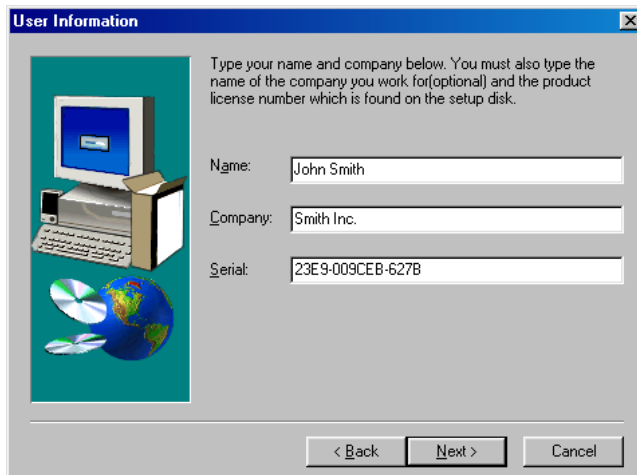 User Information
Type your name and company below. You must also type the
name of the company you work for(optional) and the product
license number which is found on the setup disk.
Name: John Smith
Company: Smith Inc.
Serial: 23E9-009CEB-627B
< Back Next > Cancel